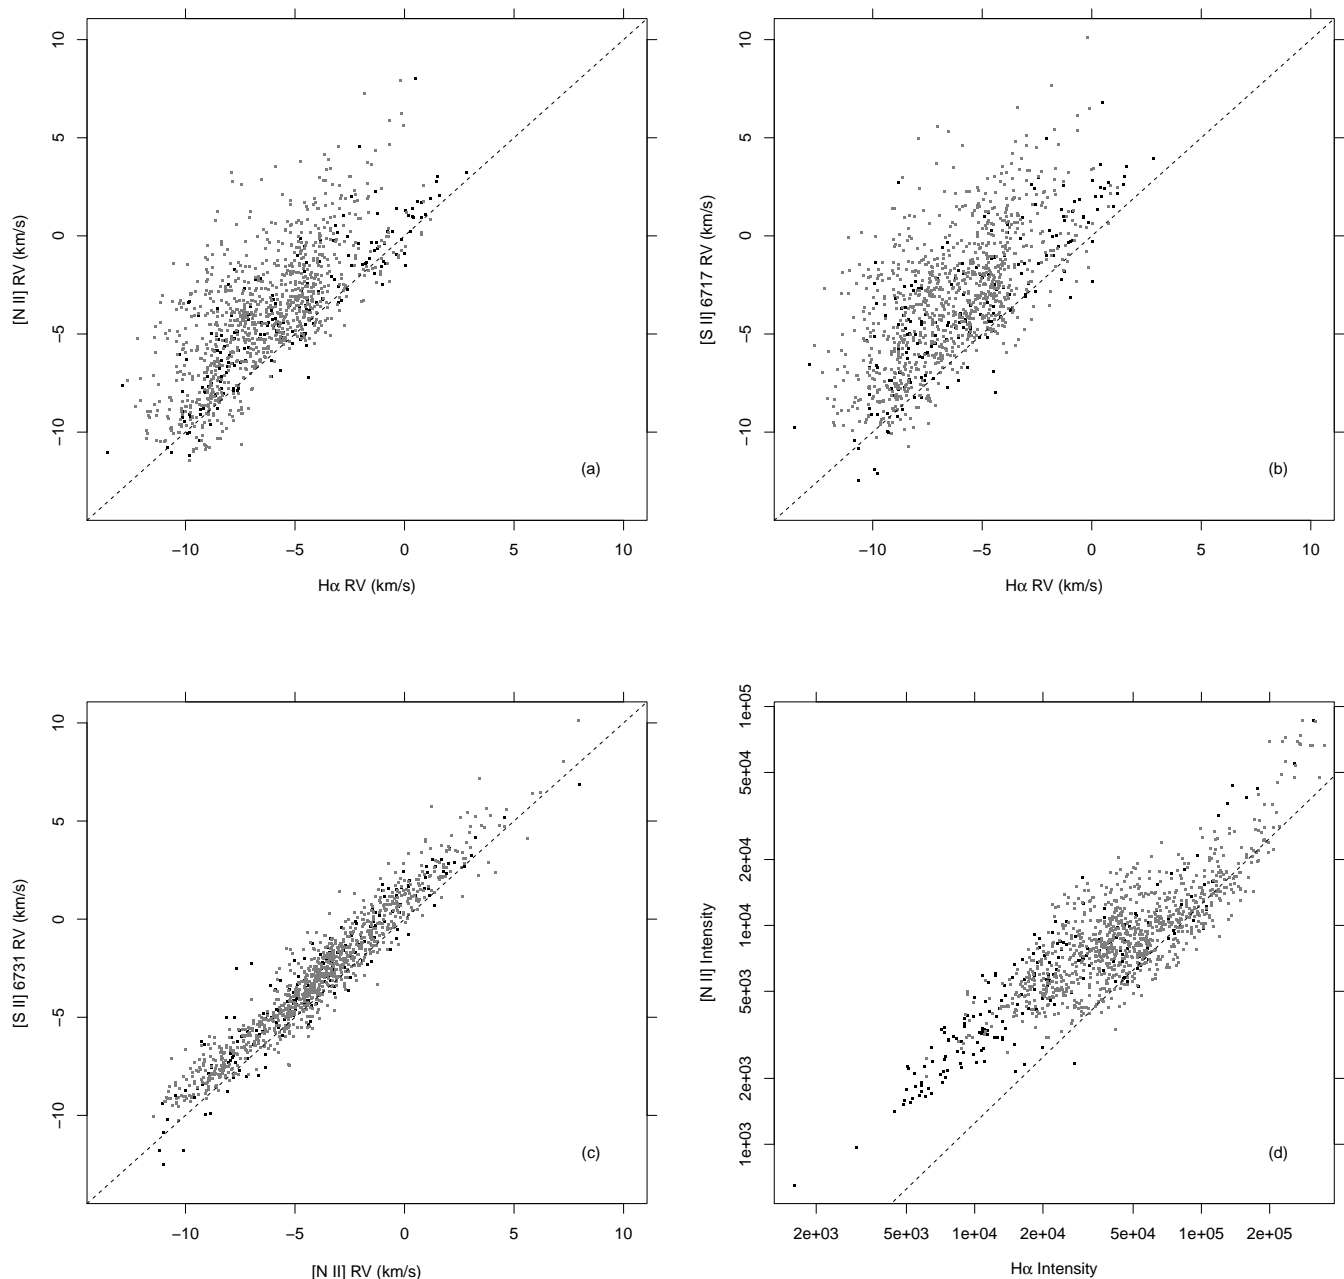 10
5
0
−5
−10
[N II] RV (km/s)
(a)
−10 −5 0 5 10
Hα RV (km/s)
10
5
0
−5
−10
[S II] 6717 RV (km/s)
(b)
−10 −5 0 5 10
Hα RV (km/s)
10
5
0
−5
−10
[S II] 6731 RV (km/s)
(c)
−10 −5 0 5 10
[N II] RV (km/s)
1e+05
5e+04
2e+04
1e+04
5e+03
2e+03
1e+03
[N II] Intensity
(d)
2e+03 5e+03 1e+04 2e+04 5e+04 1e+05 2e+05
Hα Intensity